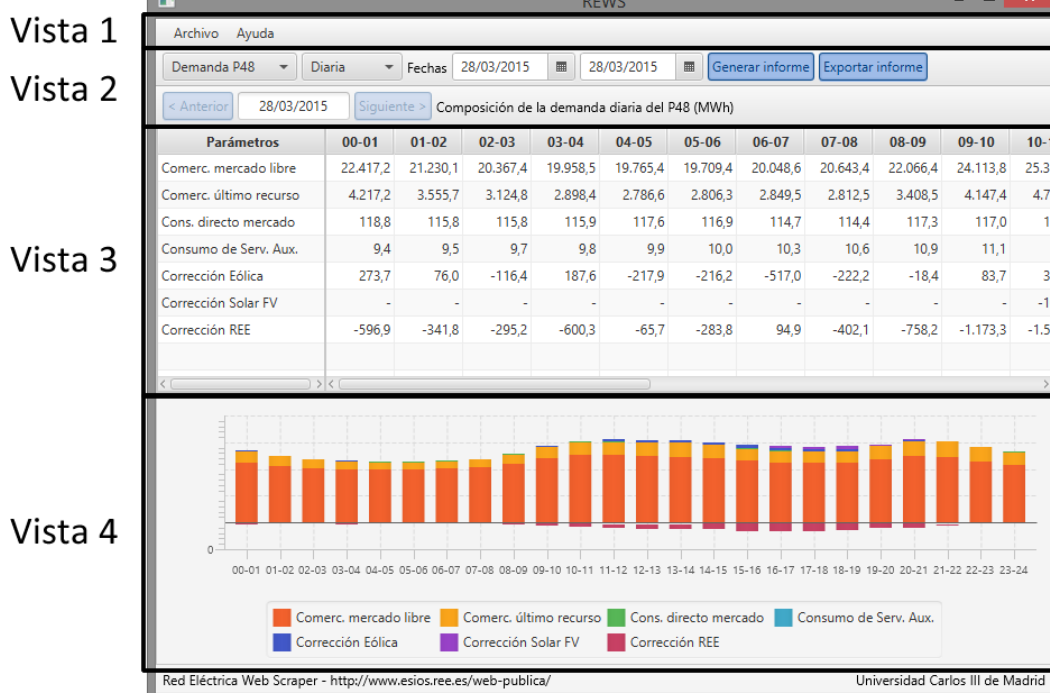 REWS
Vista 1
Archivo Ayuda
Vista 2
Demanda P48 Diaria Fechas 28/03/2015 28/03/2015 Generar informe Exportar informe
< Anterior 28/03/2015 Siguiente > Composición de la demanda diaria del P48 (MWh)
Vista 3
Parámetros 00-01 01-02 02-03 03-04 04-05 05-06 06-07 07-08 08-09 09-10
Comerc. mercado libre 22.417,2 21.230,1 20.367,4 19.958,5 19.765,4 19.709,4 20.048,6 20.643,4 22.066,4 24.113,8 25.3
Comerc. último recurso 4.217,2 3.555,7 3.124,8 2.898,4 2.786,6 2.806,3 2.849,5 2.812,5 3.408,5 4.147,4 4.7
Cons. directo mercado 118,8 115,8 115,8 115,9 117,6 116,9 114,7 114,4 117,3 117,0 1
Consumo de Serv. Aux. 9,4 9,5 9,7 9,8 9,9 10,0 10,3 10,6 10,9 11,1
Corrección Eólica 273,7 76,0 -116,4 187,6 -217,9 -216,2 -517,0 -222,2 -18,4 83,7 3
Corrección Solar FV - - - - - - - - - - -1
Corrección REE -596,9 -341,8 -295,2 -600,3 -65,7 -283,8 94,9 -402,1 -758,2 -1.173,3 -1.5
Vista 4
0
00-01 01-02 02-03 03-04 04-05 05-06 06-07 07-08 08-09 09-10 10-11 11-12 12-13 13-14 14-15 15-16 16-17 17-18 18-19 19-20 20-21 21-22 22-23 23-24
Comerc. mercado libre Comerc. último recurso Cons. directo mercado Consumo de Serv. Aux.
Corrección Eólica Corrección Solar FV Corrección REE
Red Eléctrica Web Scraper - http://www.esios.ree.es/web-publica/ Universidad Carlos III de Madrid